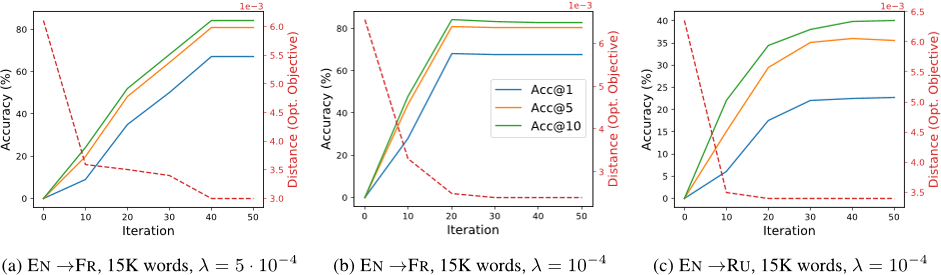 1e−3
80
60
40
20
0
Accuracy (%)
6.0
5.5
5.0
4.5
4.0
3.5
3.0
Distance (Opt. Objective)
0 10 20 30 40 50
Iteration
(a) EN →FR, 15K words, λ = 5 · 10⁻⁴
1e−3
80
60
40
20
0
Accuracy (%)
Acc@1
Acc@5
Acc@10
6
5
4
3
Distance (Opt. Objective)
0 10 20 30 40 50
Iteration
(b) EN →FR, 15K words, λ = 10⁻⁴
1e−3
40
35
30
25
20
15
10
5
0
Accuracy (%)
6.5
6.0
5.5
5.0
4.5
4.0
3.5
Distance (Opt. Objective)
0 10 20 30 40 50
Iteration
(c) EN →RU, 15K words, λ = 10⁻⁴